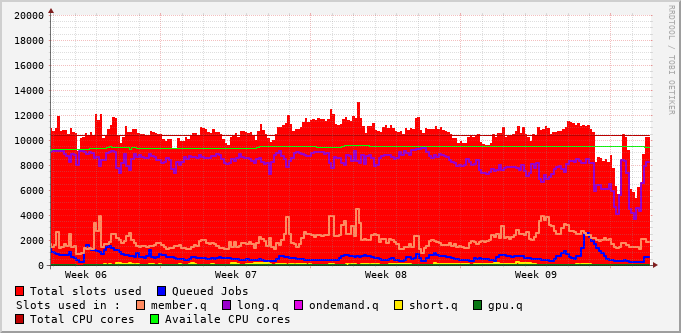 20000
18000
16000
14000
12000
10000
8000
6000
4000
2000
0
Week 06 Week 07 Week 08 Week 09
RRDTOOL / TOBI OETIKER
Total slots used Queued Jobs
Slots used in : member.q long.q ondemand.q short.q gpu.q
Total CPU cores Availale CPU cores